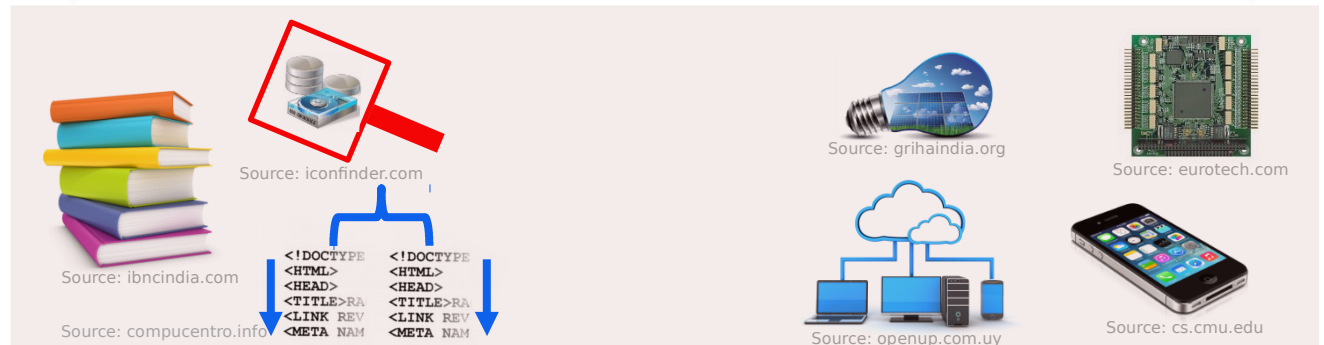 Source: iconfinder.com
Source: ibncindia.com
<!DOCTYPE <!DOCTYPE
<HTML> <HTML>
<HEAD> <HEAD>
<TITLE>RA <TITLE>RA
<LINK REV <LINK REV
<META NAM <META NAM
Source: compucentro.info
Source: grihaindia.org
Source: eurotech.com
Source: openup.com.uy
Source: cs.cmu.edu